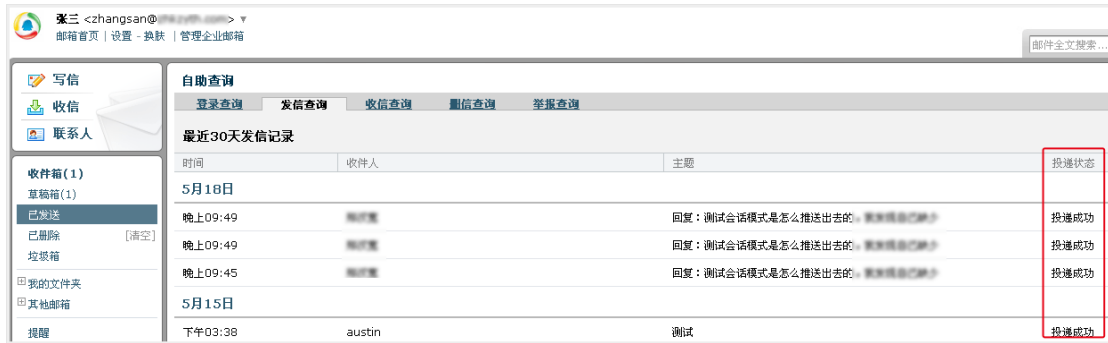 张三 <zhangsan@ > ▼
邮箱首页 | 设置 - 换肤 | 管理企业邮箱
邮件全文搜索...
写信
收信
联系人
收件箱(1)
草稿箱(1)
已发送
已删除 [清空]
垃圾箱
我的文件夹
其他邮箱
提醒
自助查询
登录查询 发信查询 收信查询 删信查询 举报查询
最近30天发信记录
时间 收件人 主题 投递状态
5月18日
晚上09:49 回复：测试会话模式是怎么推送出去的 投递成功
晚上09:49 回复：测试会话模式是怎么推送出去的 投递成功
晚上09:45 回复：测试会话模式是怎么推送出去的 投递成功
5月15日
下午03:38 austin 测试 投递成功